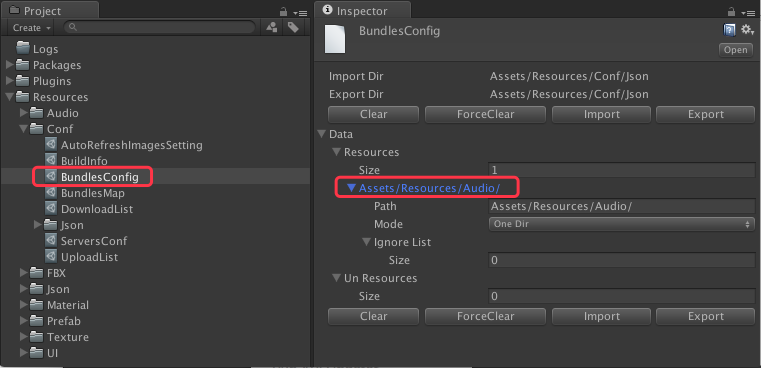 Project
Create
Logs
Packages
Plugins
Resources
Audio
Conf
AutoRefreshImagesSetting
BuildInfo
BundlesConfig
BundlesMap
DownloadList
Json
ServersConf
UploadList
FBX
Json
Material
Prefab
Texture
UI
Inspector
BundlesConfig
Open
Import Dir Assets/Resources/Conf/Json
Export Dir Assets/Resources/Conf/Json
Clear ForceClear Import Export
Data
Resources
Size 1
Assets/Resources/Audio/
Path Assets/Resources/Audio/
Mode One Dir
Ignore List
Size 0
Un Resources
Size 0
Clear ForceClear Import Export